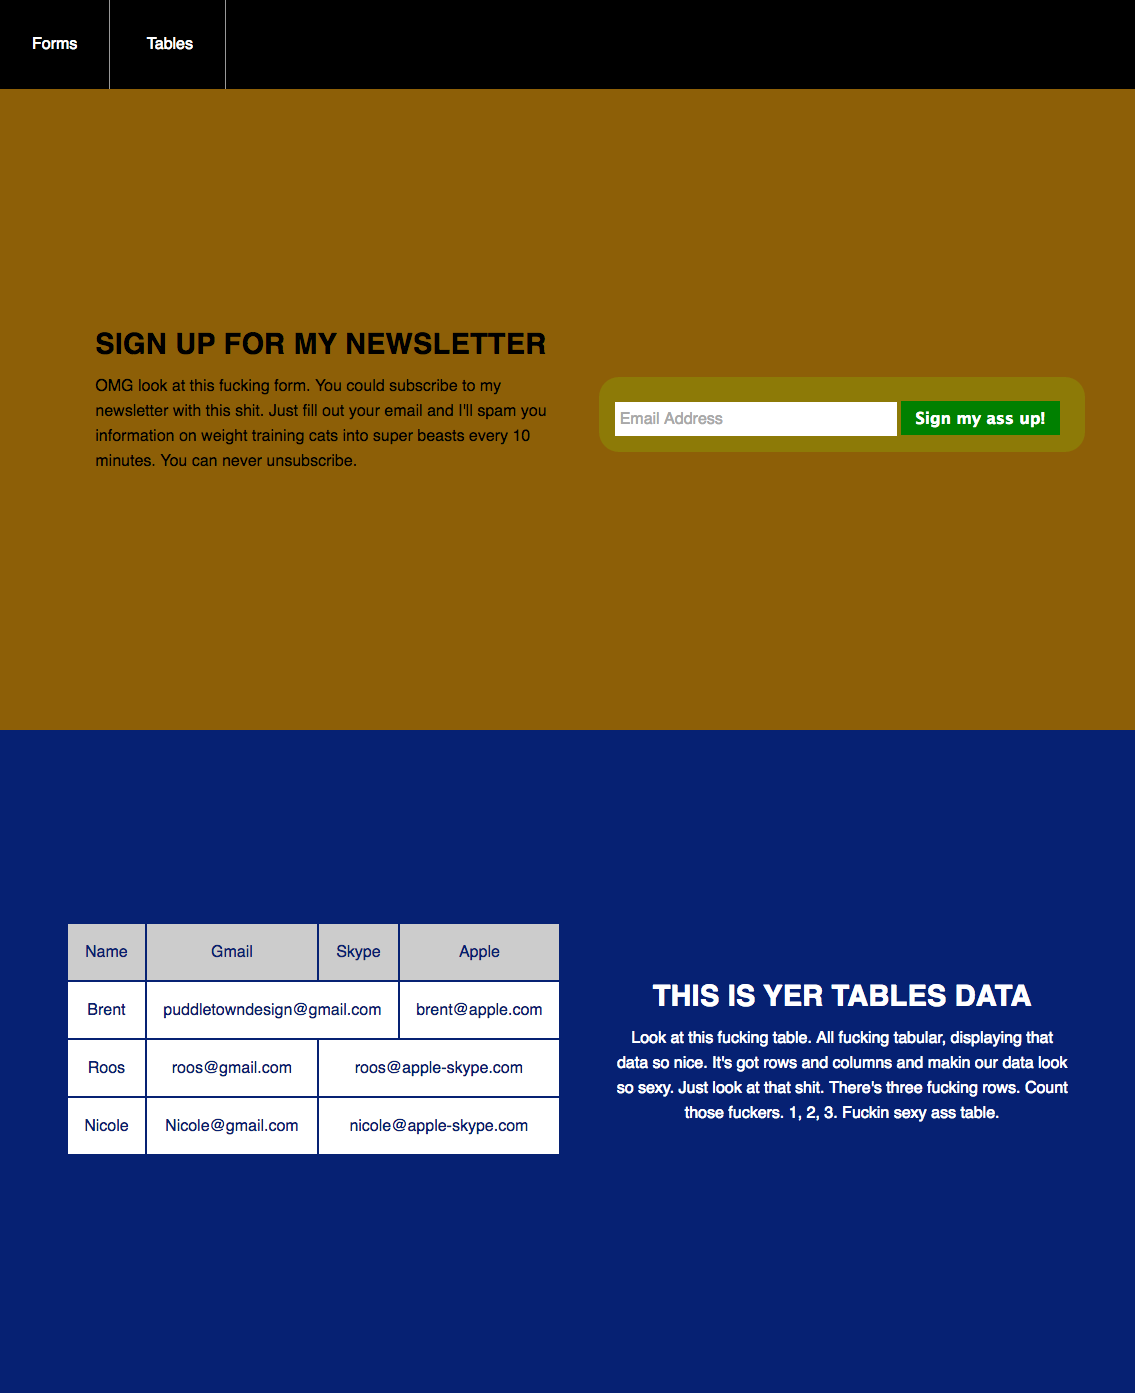 Forms Tables
SIGN UP FOR MY NEWSLETTER
OMG look at this fucking form. You could subscribe to my
newsletter with this shit. Just fill out your email and I'll spam you
information on weight training cats into super beasts every 10
minutes. You can never unsubscribe.
Email Address Sign my ass up!
Name Gmail Skype Apple
Brent puddletowndesign@gmail.com brent@apple.com
Roos roos@gmail.com roos@apple-skype.com
Nicole Nicole@gmail.com nicole@apple-skype.com
THIS IS YER TABLES DATA
Look at this fucking table. All fucking tabular, displaying that
data so nice. It's got rows and columns and makin our data look
so sexy. Just look at that shit. There's three fucking rows. Count
those fuckers. 1, 2, 3. Fuckin sexy ass table.